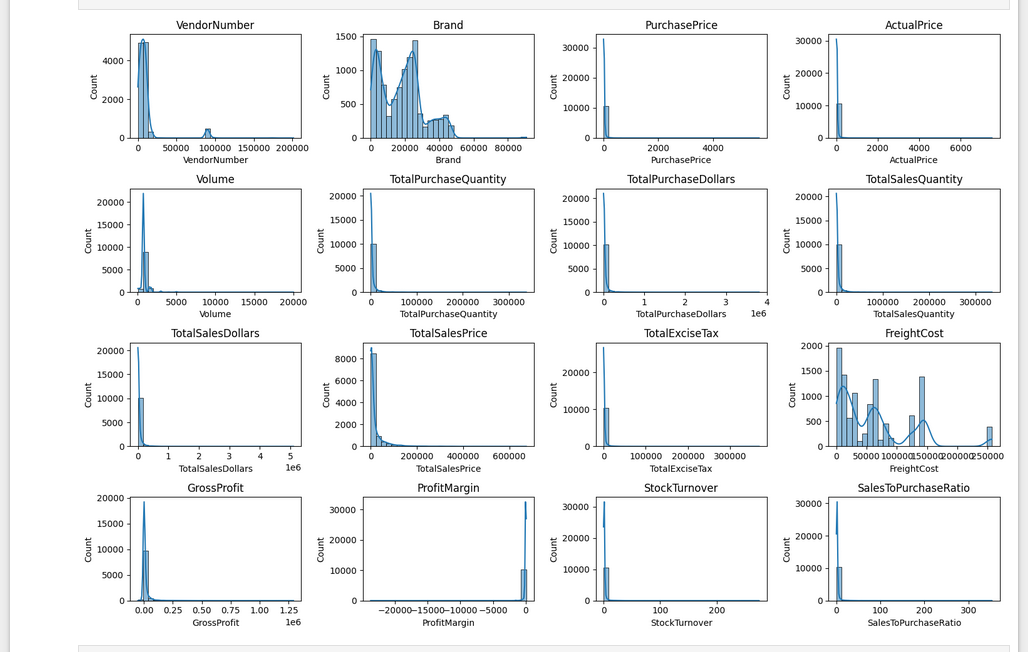 VendorNumber Brand PurchasePrice ActualPrice
Count 4000 2000 0
Count 1500 1000 500 0
Count 30000 20000 10000 0
Count 30000 20000 10000 0
0 50000 100000 150000 200000
0 20000 40000 60000 80000
0 2000 4000
0 2000 4000 6000
VendorNumber Brand PurchasePrice ActualPrice
Volume TotalPurchaseQuantity TotalPurchaseDollars TotalSalesQuantity
Count 20000 15000 10000 5000 0
Count 20000 15000 10000 5000 0
Count 20000 15000 10000 5000 0
Count 20000 15000 10000 5000 0
0 5000 10000 15000 20000
0 100000 200000 300000
0 1 2 3 4
1e6
0 100000 200000 300000
Volume TotalPurchaseQuantity TotalPurchaseDollars TotalSalesQuantity
TotalSalesDollars TotalSalesPrice TotalExciseTax FreightCost
Count 20000 15000 10000 5000 0
Count 8000 6000 4000 2000 0
Count 20000 10000 0
Count 2000 1500 1000 500 0
0 1 2 3 4 5
1e6
0 200000 400000 600000
0 100000 200000 300000
0 50000 100000 150000 200000 250000
TotalSalesDollars TotalSalesPrice TotalExciseTax FreightCost
GrossProfit ProfitMargin StockTurnover SalesToPurchaseRatio
Count 20000 15000 10000 5000 0
Count 30000 20000 10000 0
Count 30000 20000 10000 0
Count 30000 20000 10000 0
0.00 0.25 0.50 0.75 1.00 1.25
1e6
−20000 −15000 −10000 −5000 0
0 100 200
0 100 200 300
GrossProfit ProfitMargin StockTurnover SalesToPurchaseRatio